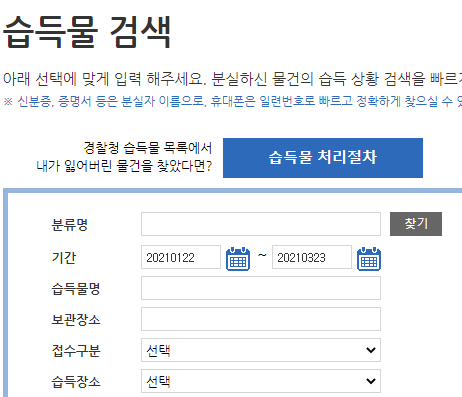 습득물 검색
아래 선택에 맞게 입력 해주세요. 분실하신 물건의 습득 상황 검색을 빠르
※ 신분증, 증명서 등은 분실자 이름으로, 휴대폰은 일련번호로 빠르고 정확하게 찾으실 수
경찰청 습득물 목록에서
내가 잃어버린 물건을 찾았다면?
습득물 처리절차
분류명 찾기
기간 20210122 ~ 20210323
습득물명
보관장소
접수구분 선택
습득장소 선택